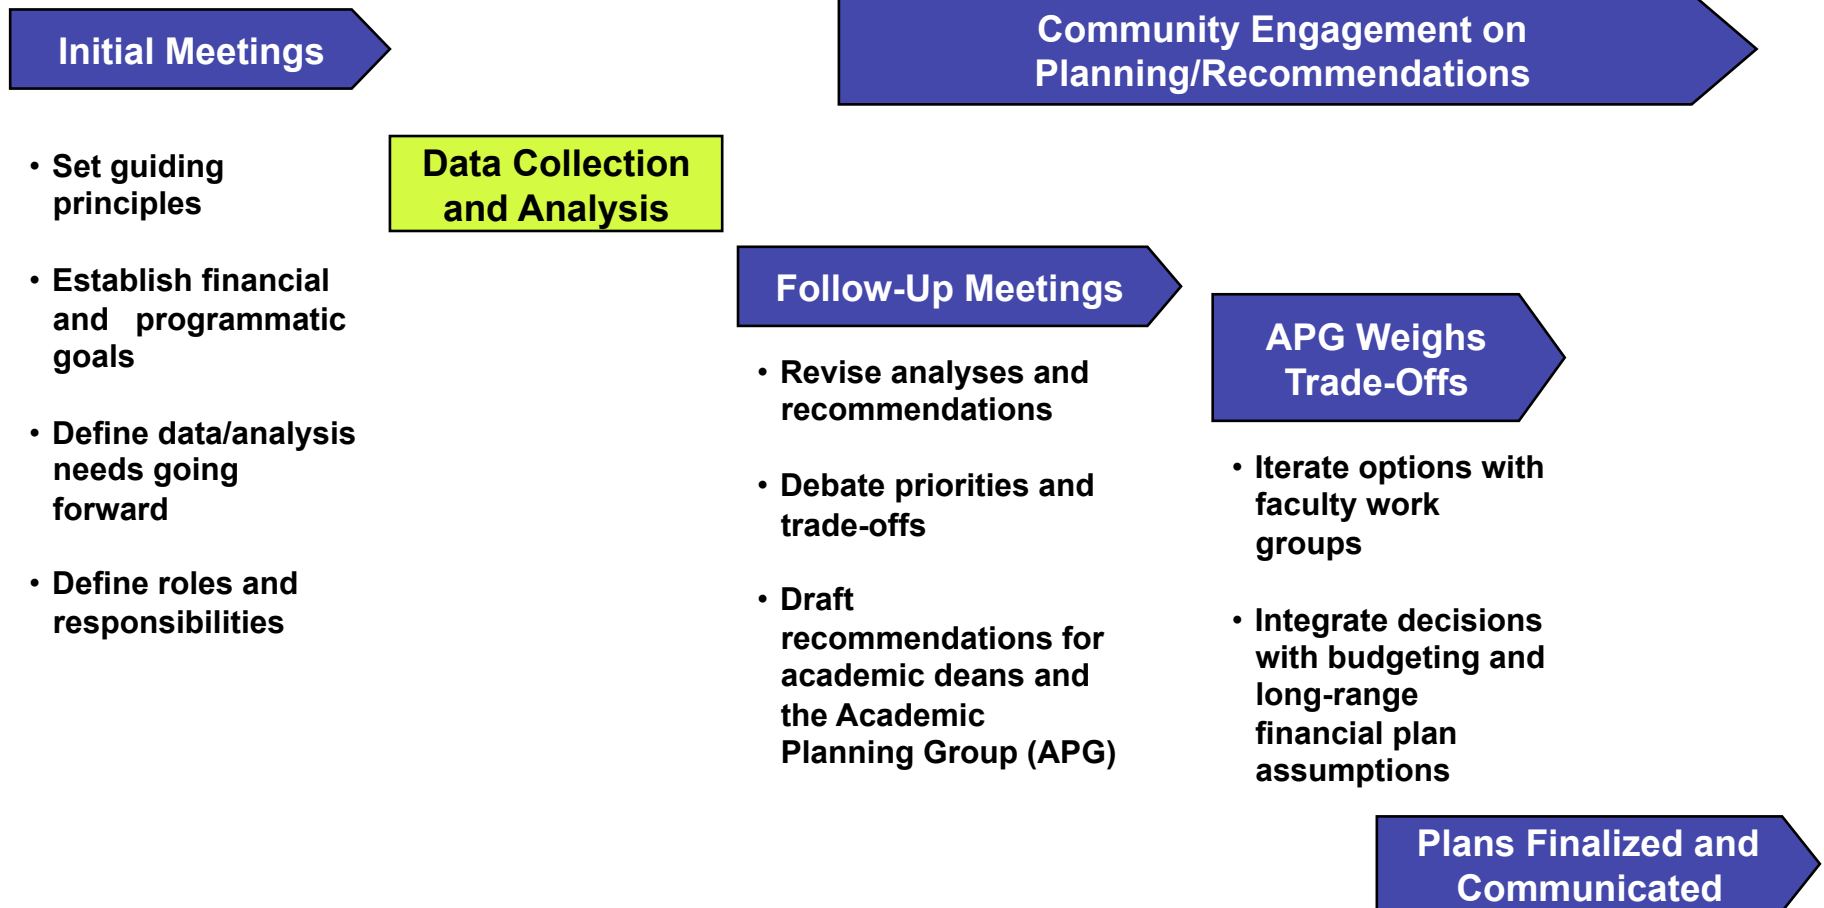 Initial Meetings
Community Engagement on
Planning/Recommendations
• Set guiding
principles
• Establish financial
and programmatic
goals
• Define data/analysis
needs going
forward
• Define roles and
responsibilities
Data Collection
and Analysis
Follow-Up Meetings
• Revise analyses and
recommendations
• Debate priorities and
trade-offs
• Draft
recommendations for
academic deans and
the Academic
Planning Group (APG)
APG Weighs
Trade-Offs
• Iterate options with
faculty work
groups
• Integrate decisions
with budgeting and
long-range
financial plan
assumptions
Plans Finalized and
Communicated